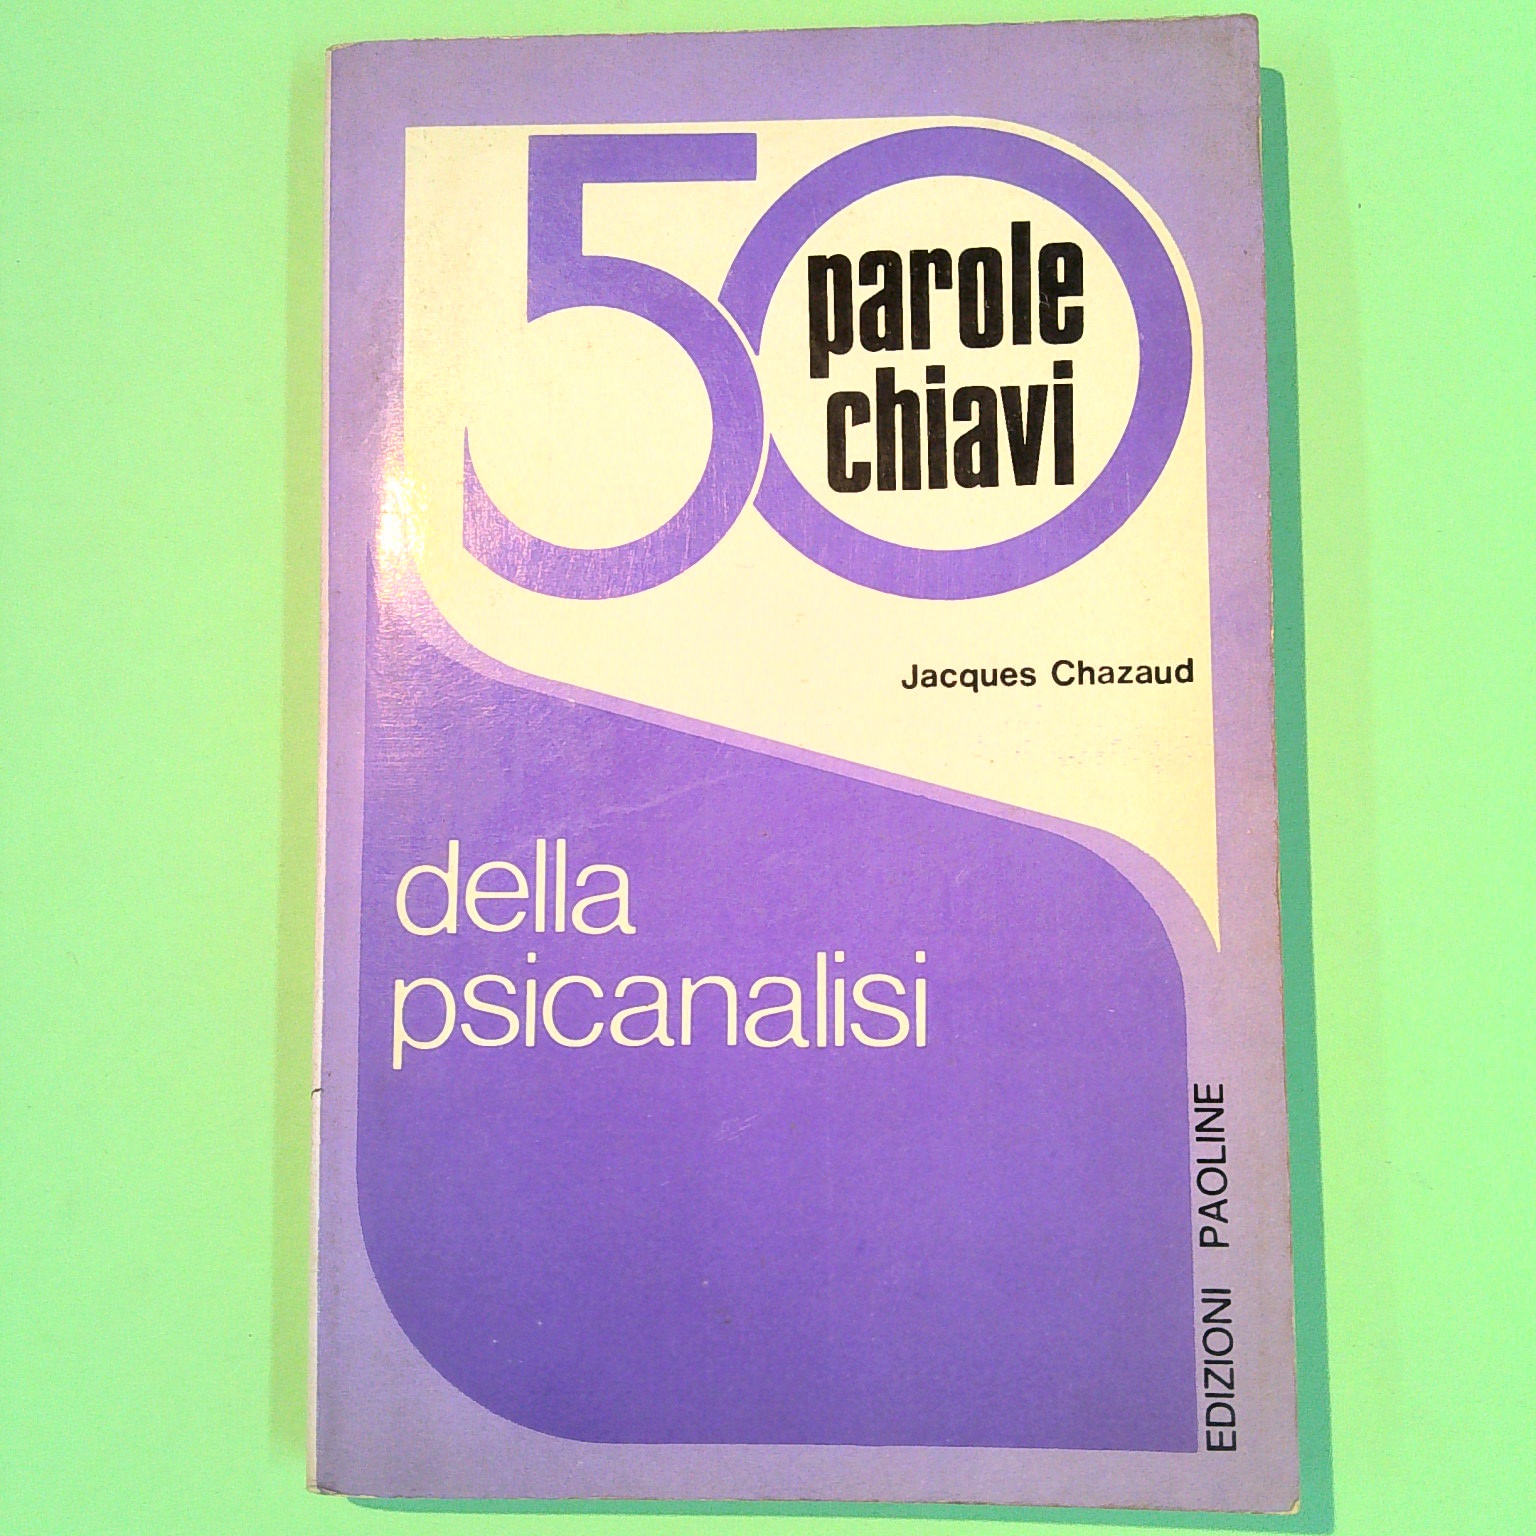 50
parole
chiavi
Jacques Chazaud
della
psicanalisi
EDIZIONI PAOLINE